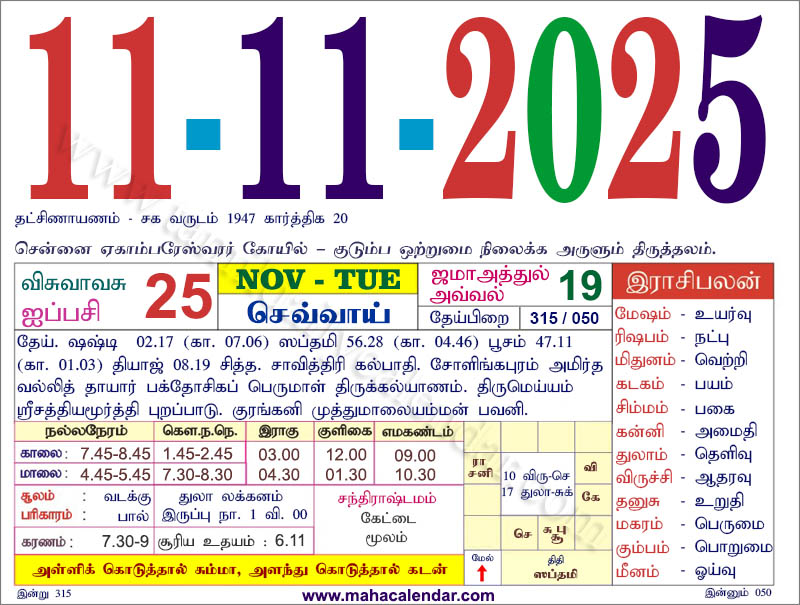 11-11-2025
தட்சிணாயணம் - சக வருடம் 1947 கார்த்திக 20
சென்னை ஏகாம்பரேஸ்வரர் கோயில் – குடும்ப ஒற்றுமை நிலைக்க அருளும் திருத்தலம்.
விசுவாவசு
ஐப்பசி 25
NOV - TUE
செவ்வாய்
ஜமாஅத்துல்
அவ்வல் 19
தேய்பிறை 315 / 050
தேய். ஷஷ்டி 02.17 (கா. 07.06) ஸப்தமி 56.28 (கா. 04.46) பூசம் 47.11
(கா. 01.03) தியாஜ் 08.19 சித்த. சாவித்திரி கல்பாதி. சோளிங்கபுரம் அமிர்த
வல்லித் தாயார் பக்தோசிகப் பெருமாள் திருக்கல்யாணம். திருமெய்யம்
ஸ்ரீசத்தியமூர்த்தி புறப்பாடு. குரங்கனி முத்துமாலையம்மன் பவனி.
நல்லநேரம் கௌ.ந.நெ. இராகு குளிகை எமகண்டம்
காலை: 7.45-8.45 1.45-2.45 03.00 12.00 09.00
மாலை: 4.45-5.45 7.30-8.30 04.30 01.30 10.30
சூலம் : வடக்கு
பரிகாரம் : பால்
துலா லக்கனம்
இருப்பு நா. 1 வி. 00
கரணம் : 7.30-9 சூரிய உதயம் : 6.11
சந்திராஷ்டமம்
கேட்டை
மூலம்
அள்ளிக் கொடுத்தால் சும்மா, அளந்து கொடுத்தால் கடன்
ரா
சனி
10 விரு-செ
17 துலா-சுக்
வி
கே
செ
சூ பு
சூ
மேல்
↑
திதி
ஸப்தமி
இராசிபலன்
மேஷம் - உயர்வு
ரிஷபம் - நட்பு
மிதுனம் - வெற்றி
கடகம் - பயம்
சிம்மம் - பகை
கன்னி - அமைதி
துலாம் - தெளிவு
விருச்சி - ஆதரவு
தனுசு - உறுதி
மகரம் - பெருமை
கும்பம் - பொறுமை
மீனம் - ஓய்வு
இன்று 315
www.mahacalendar.com
இன்னும் 050